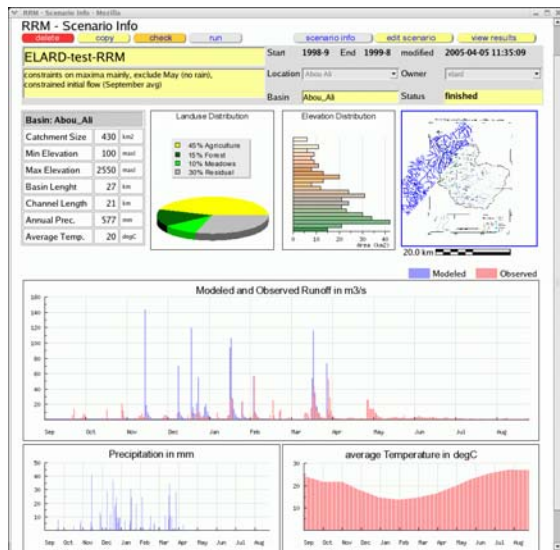 RRM - Scenario Info - Mozilla
RRM - Scenario Info
delete copy check run scenario info edit scenario view results
ELARD-test-RRM
Start 1998-9 End 1999-8 modified 2005-04-05 11:35:09
constraints on maxima mainly, exclude May (no rain),
constrained initial flow (September avg)
Location Abou Ali Owner elard
Basin Abou_Ali Status finished
Basin: Abou_Ali
Catchment Size 430 km2
Min Elevation 100 masl
Max Elevation 2550 masl
Basin Lenght 27 km
Channel Length 21 km
Annual Prec. 577 mm
Average Temp. 20 degC
Landuse Distribution
45% Agriculture
15% Forest
10% Meadows
30% Residual
Elevation Distribution
0 10 20 30 40
Area (km2)
20.0 km
Modeled Observed
Modeled and Observed Runoff in m3/s
160
140
120
100
80
60
40
20
Sep Oct Nov Dec Jan Feb Mar Apr May Jun Jul Aug
Precipitation in mm
50
40
30
20
10
Sep Oct Nov Dec Jan Feb Mar Apr May Jun Jul Aug
average Temperature in degC
30
20
10
Sep Oct Nov Dec Jan Feb Mar Apr May Jun Jul Aug